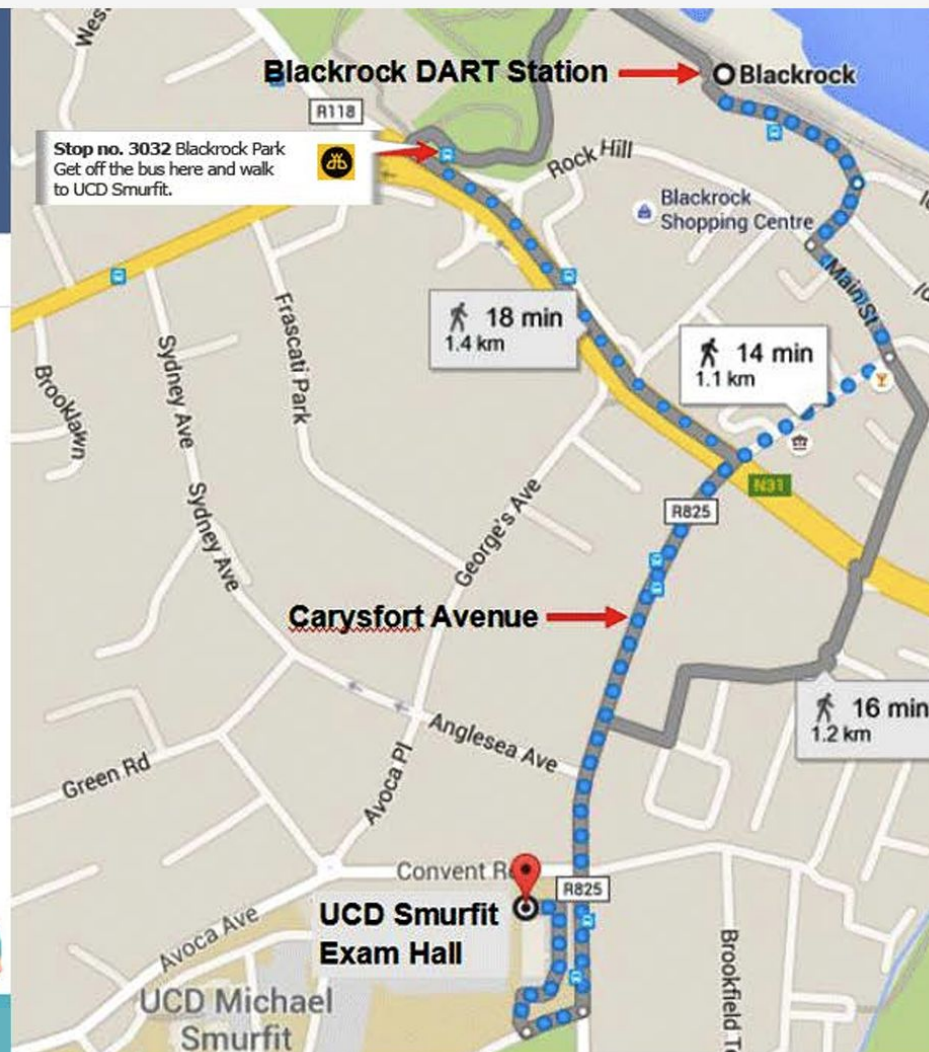 Blackrock DART Station
Blackrock
R118
Stop no. 3032 Blackrock Park
Get off the bus here and walk
to UCD Smurfit.
Rock Hill
Blackrock
Shopping Centre
Main St
18 min
1.4 km
14 min
1.1 km
Frascati Park
Sydney Ave
Brooklawn
N31
R825
Sydney Ave
George's Ave
Carysfort Avenue
16 min
1.2 km
Anglesea Ave
Green Rd
Avoca Pl
Convent R
R825
UCD Smurfit
Exam Hall
Avoca Ave
UCD Michael
Smurfit